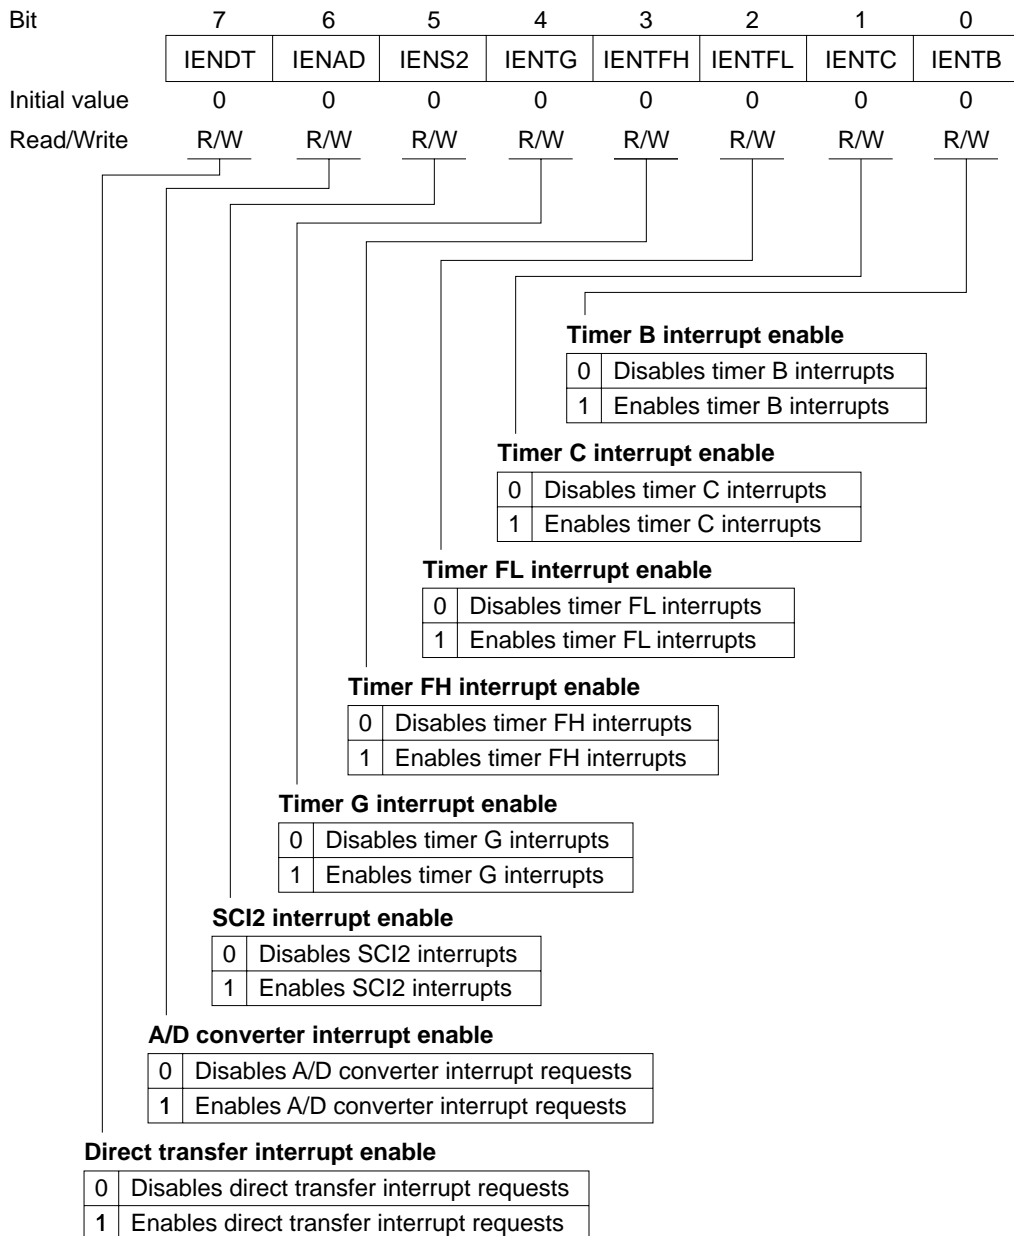 Bit 7 6 5 4 3 2 1 0
IENDT IENAD IENS2 IENTG IENTFH IENTFL IENTC IENTB
Initial value 0 0 0 0 0 0 0 0
Read/Write R/W R/W R/W R/W R/W R/W R/W R/W
Timer B interrupt enable
0 Disables timer B interrupts
1 Enables timer B interrupts
Timer C interrupt enable
0 Disables timer C interrupts
1 Enables timer C interrupts
Timer FL interrupt enable
0 Disables timer FL interrupts
1 Enables timer FL interrupts
Timer FH interrupt enable
0 Disables timer FH interrupts
1 Enables timer FH interrupts
Timer G interrupt enable
0 Disables timer G interrupts
1 Enables timer G interrupts
SCI2 interrupt enable
0 Disables SCI2 interrupts
1 Enables SCI2 interrupts
A/D converter interrupt enable
0 Disables A/D converter interrupt requests
1 Enables A/D converter interrupt requests
Direct transfer interrupt enable
0 Disables direct transfer interrupt requests
1 Enables direct transfer interrupt requests